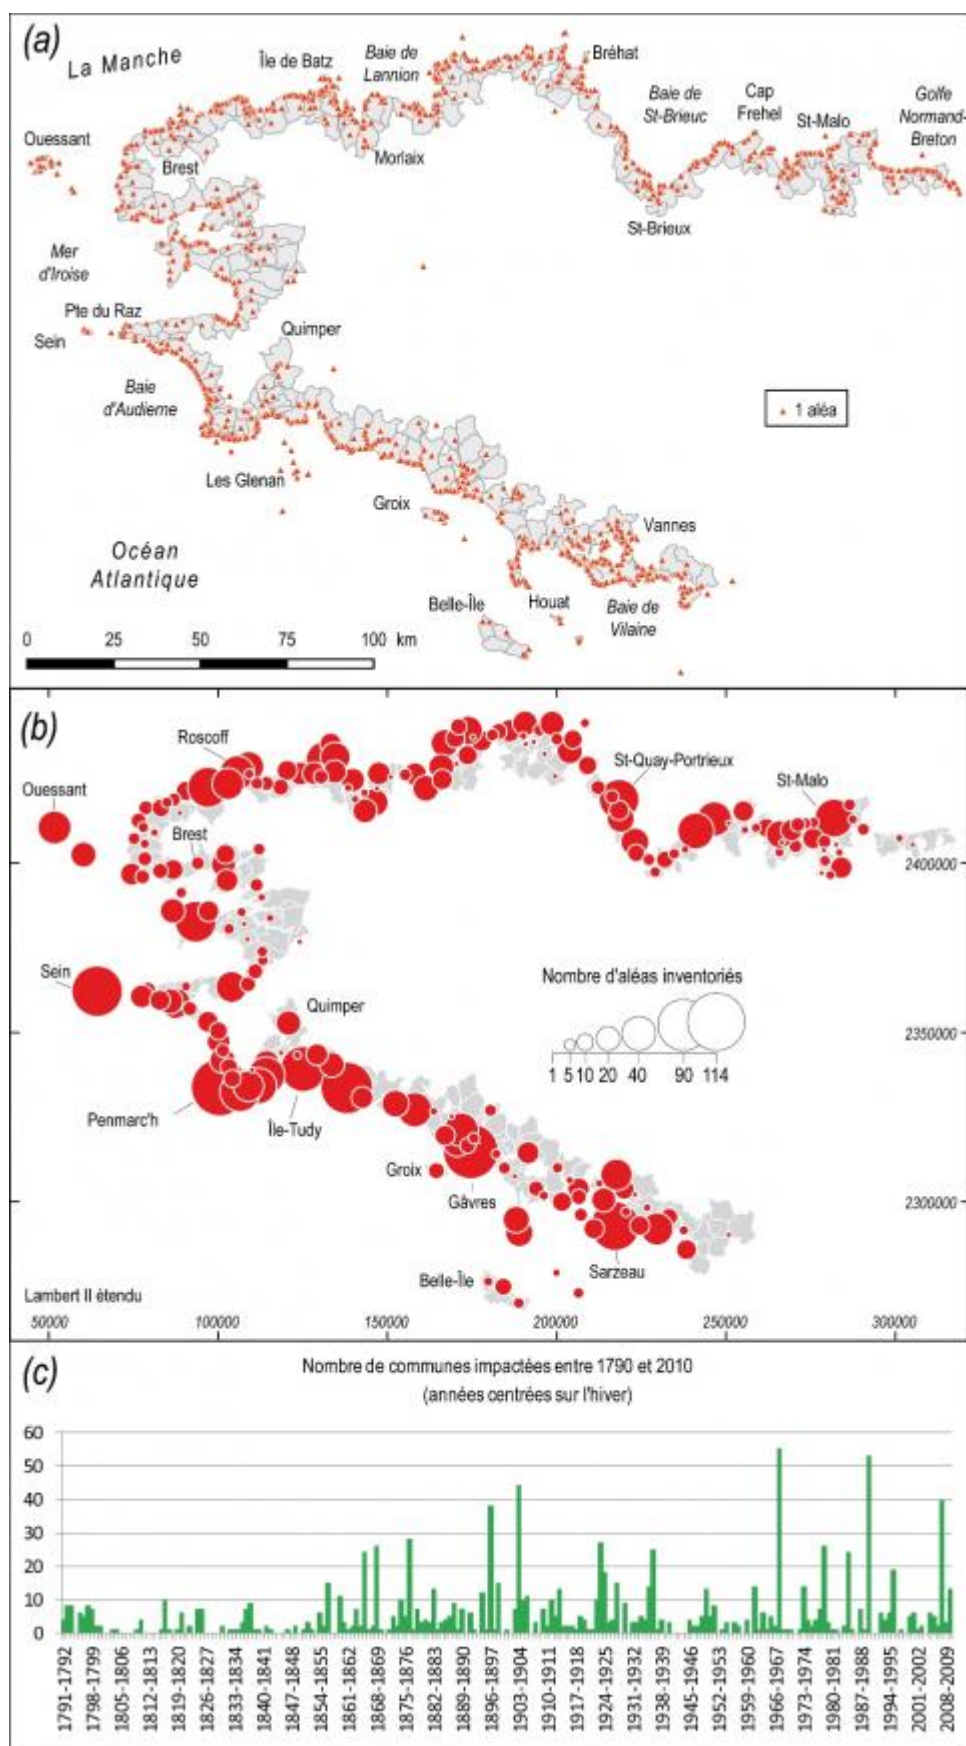 (a)
La Manche
Île de Batz
Baie de
Lannion
Bréhat
Baie de
St-Brieuc
Cap
Frehel
St-Malo
Golfe
Normand-
Breton
Ouessant
Brest
Morlaix
St-Brieux
Mer
d'Iroise
Pte du Raz
Sein
Quimper
Baie
d'Audierne
1 aléa
Les Glenan
Groix
Vannes
Océan
Atlantique
Belle-Île
Houat
Baie de
Vilaine
0 25 50 75 100 km
(b)
Roscoff
St-Quay-Portrieux
St-Malo
Ouessant
Brest
2400000
Sein
Nombre d'aléas inventoriés
Quimper
1 5 10 20 40 90 114
2350000
Penmarc'h
Île-Tudy
Groix
Gâvres
2300000
Sarzeau
Belle-Île
Lambert II étendu
50000 100000 150000 200000 250000 300000
(c)
Nombre de communes impactées entre 1790 et 2010
(années centrées sur l'hiver)
60
50
40
30
20
10
0
1791-1792
1798-1799
1805-1806
1812-1813
1819-1820
1826-1827
1833-1834
1840-1841
1847-1848
1854-1855
1861-1862
1868-1869
1875-1876
1882-1883
1889-1890
1896-1897
1903-1904
1910-1911
1917-1918
1924-1925
1931-1932
1938-1939
1945-1946
1952-1953
1959-1960
1966-1967
1973-1974
1980-1981
1987-1988
1994-1995
2001-2002
2008-2009